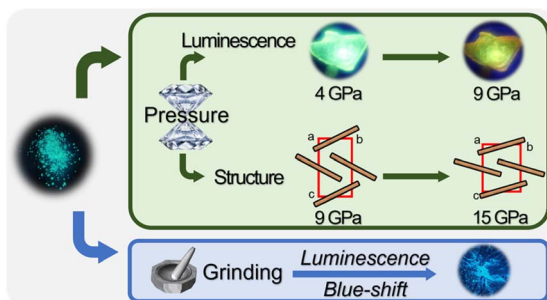 Luminescence
4 GPa
9 GPa
Pressure
a
b
c
Structure
9 GPa
a
b
c
15 GPa
Grinding
Luminescence
Blue-shift